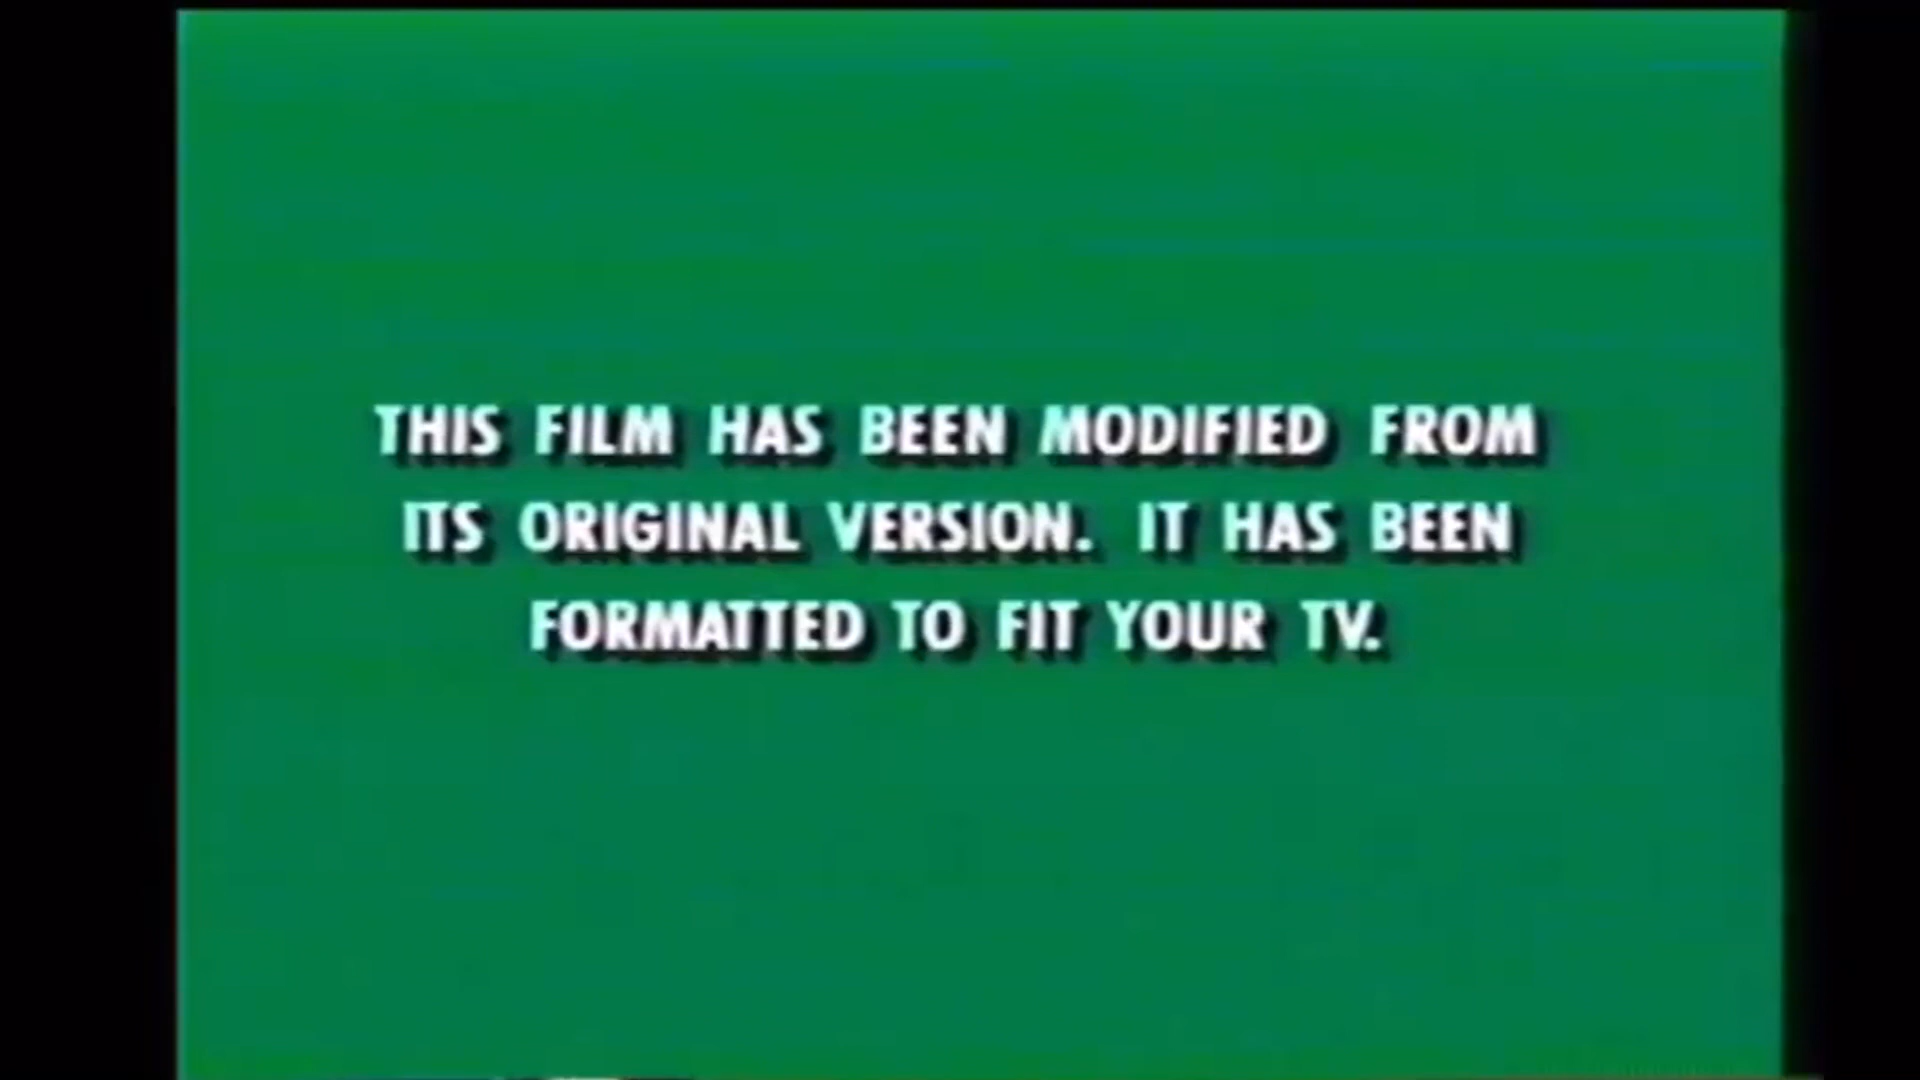 THIS FILM HAS BEEN MODIFIED FROM
ITS ORIGINAL VERSION. IT HAS BEEN
FORMATTED TO FIT YOUR TV.